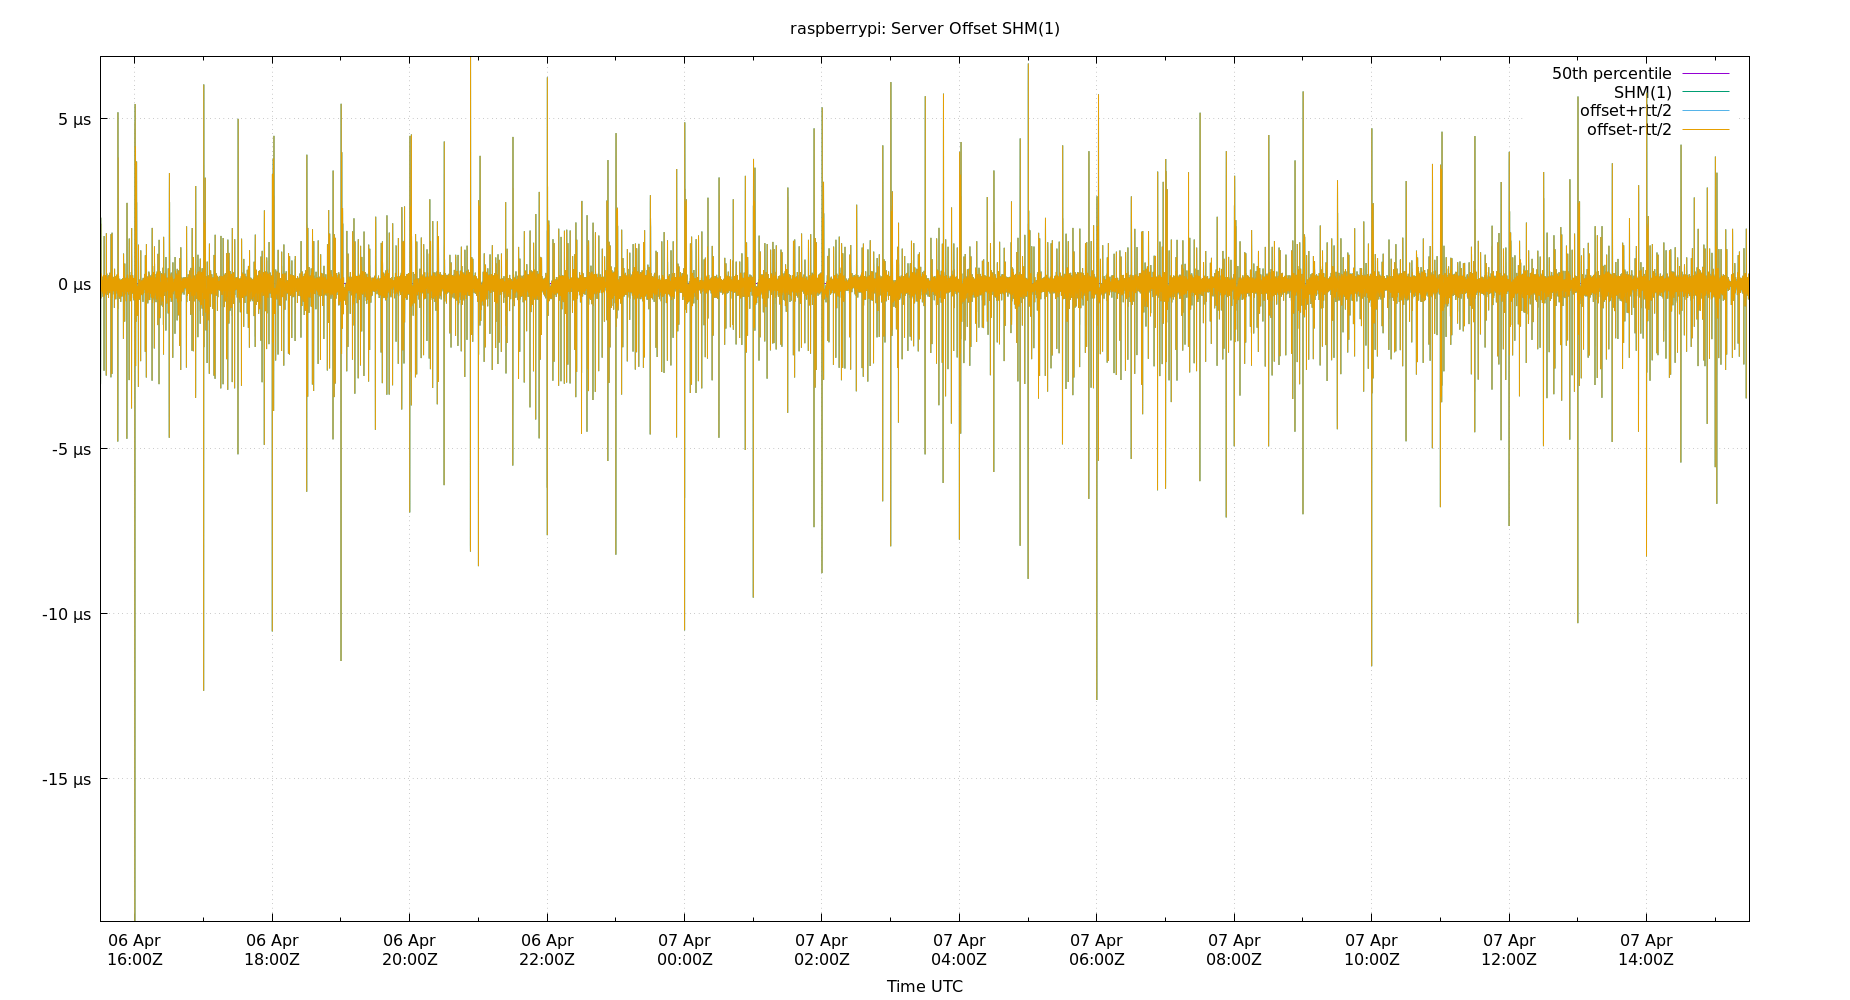 raspberrypi: Server Offset SHM(1)
50th percentile
SHM(1)
offset+rtt/2
offset-rtt/2
5 µs
0 µs
-5 µs
-10 µs
-15 µs
06 Apr 06 Apr 06 Apr 06 Apr 07 Apr 07 Apr 07 Apr 07 Apr 07 Apr 07 Apr 07 Apr 07 Apr
16:00Z 18:00Z 20:00Z 22:00Z 00:00Z 02:00Z 04:00Z 06:00Z 08:00Z 10:00Z 12:00Z 14:00Z
Time UTC